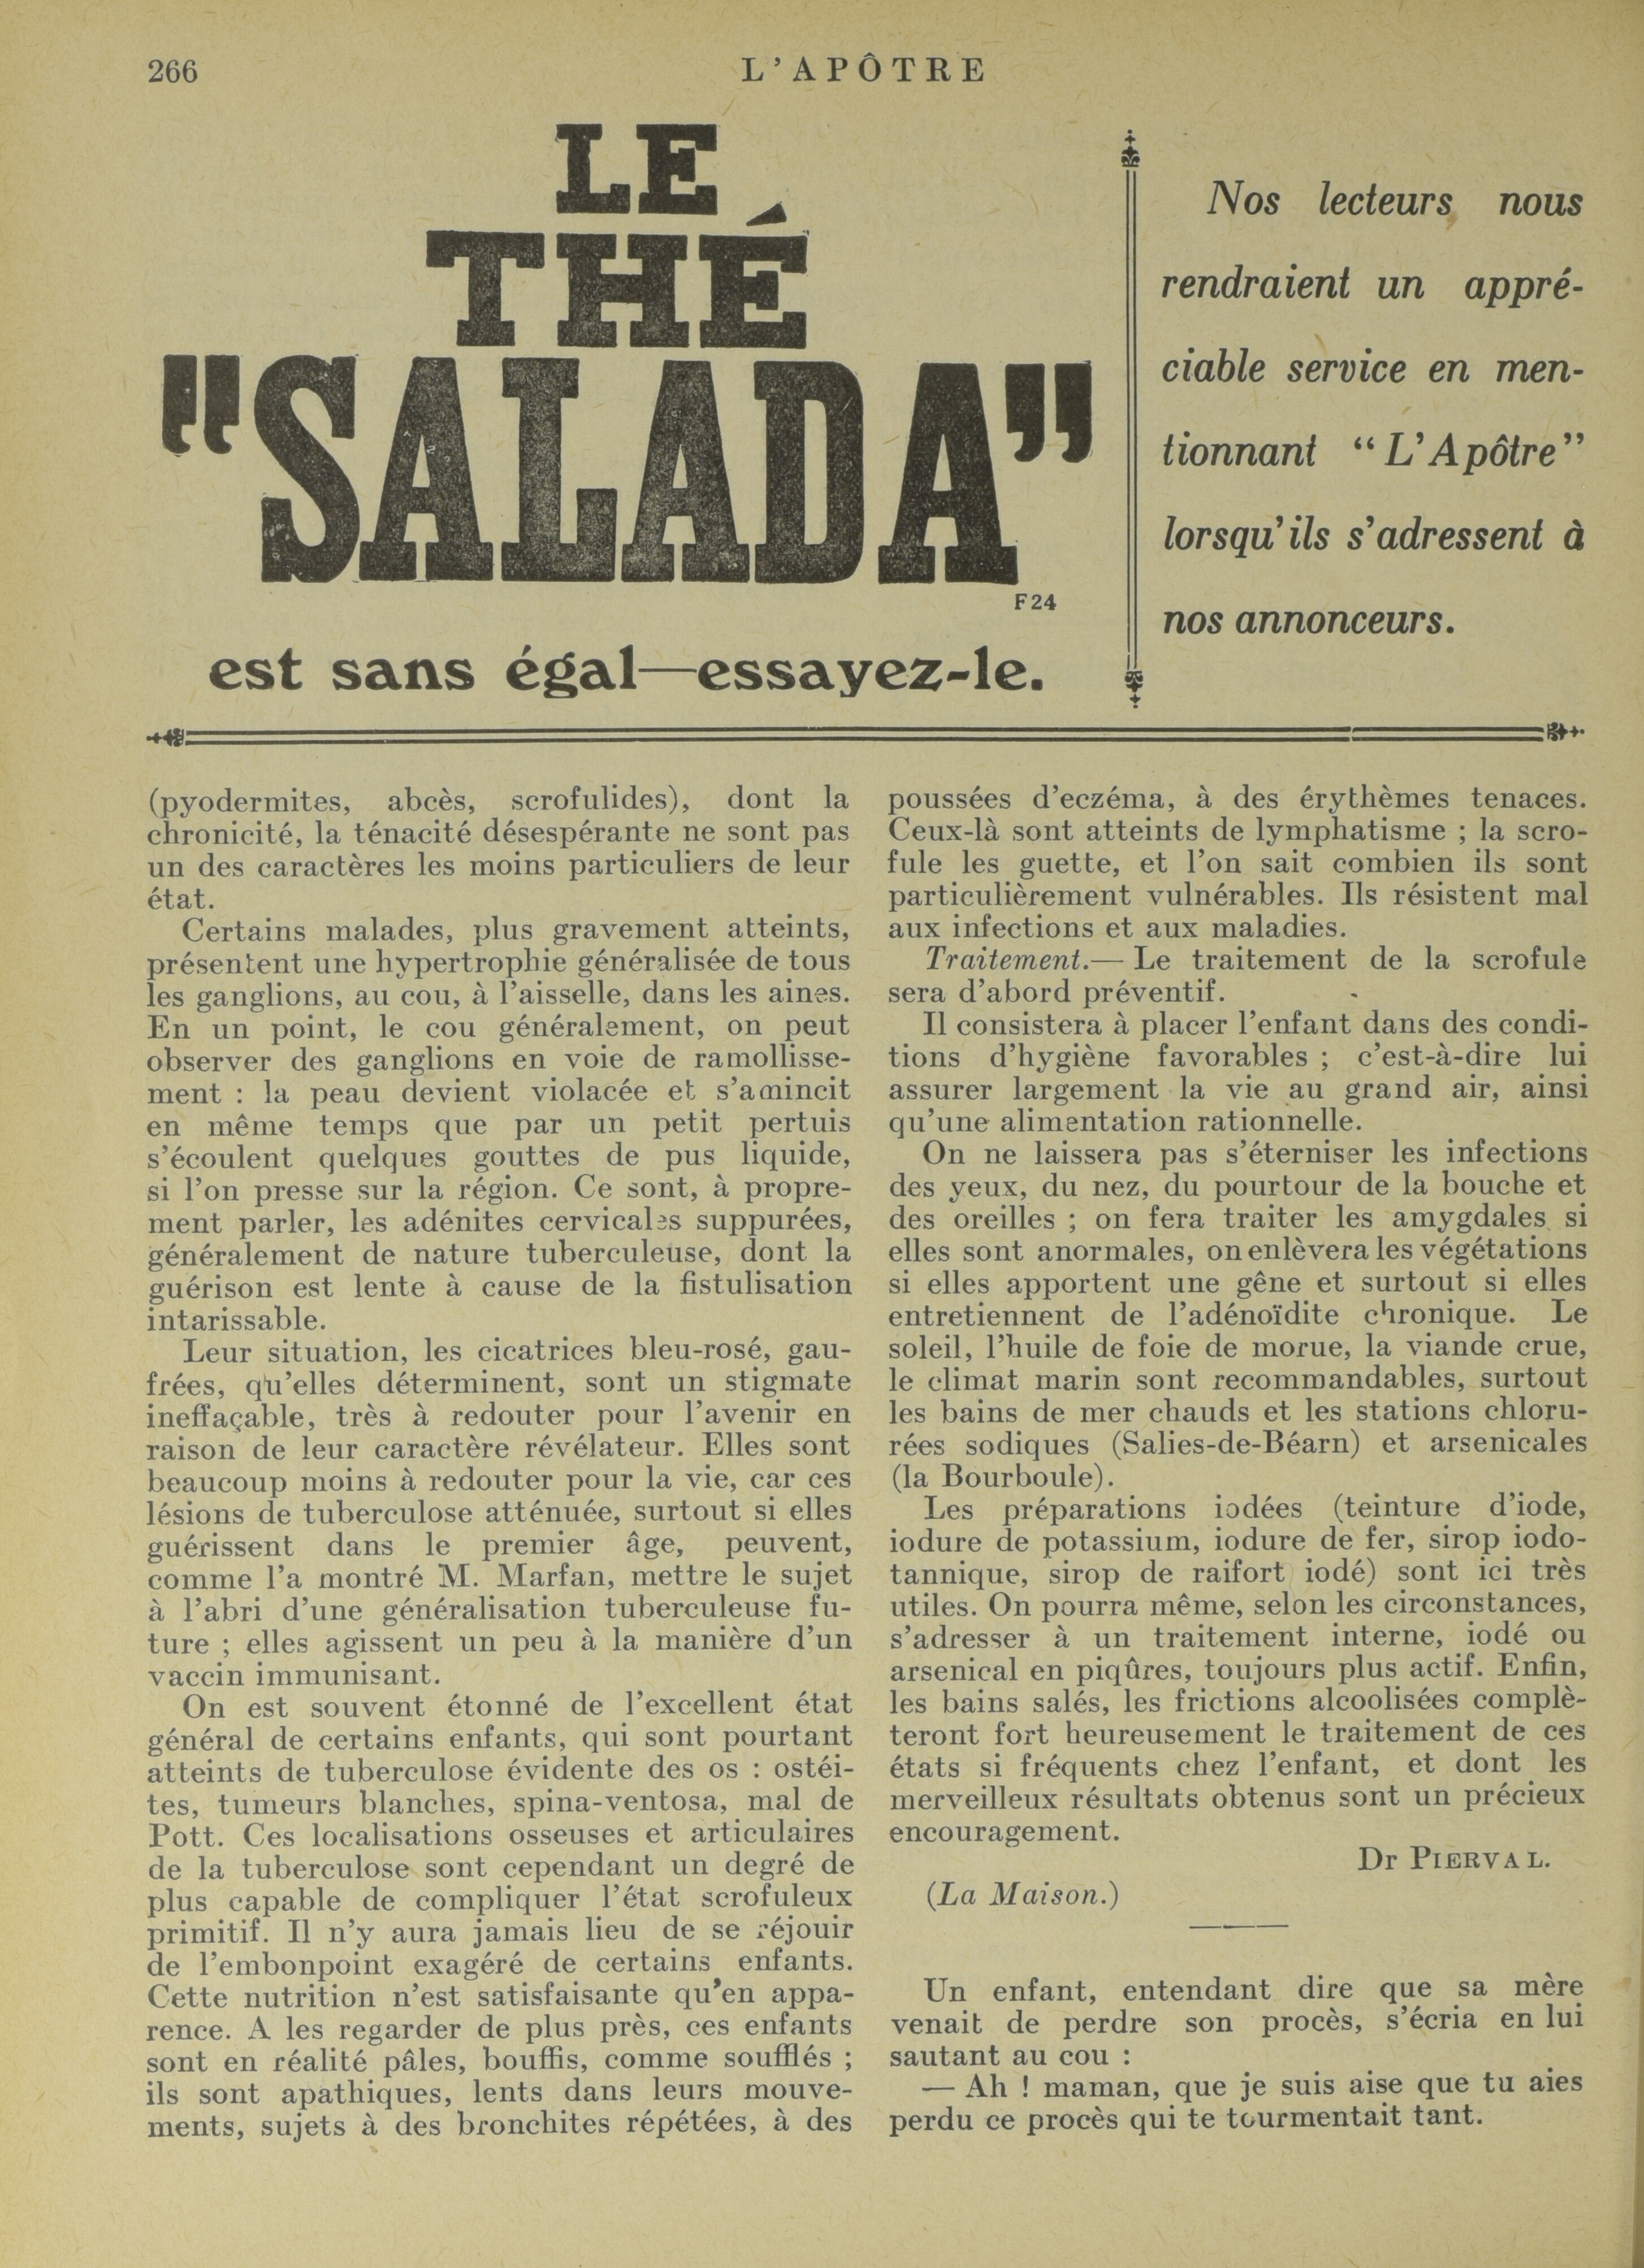 266
L'APÔTRE
LE
THÉ
"SALADA"
F24
est sans égal—essayez-le.
Nos lecteurs nous
rendraient un appré-
ciable service en men-
tionnant “L'Apôtre”
lorsqu'ils s'adressent à
nos annonceurs.
(pyodermites, abcès, scrofulides), dont la
chronicité, la ténacité désespérante ne sont pas
un des caractères les moins particuliers de leur
état.
Certains malades, plus gravement atteints,
présentent une hypertrophie généralisée de tous
les ganglions, au cou, à l'aisselle, dans les aines.
En un point, le cou généralement, on peut
observer des ganglions en voie de ramollisse-
ment : la peau devient violacée et s'amincit
en même temps que par un petit pertuis
s'écoulent quelques gouttes de pus liquide,
si l'on presse sur la région. Ce sont, à propre-
ment parler, les adénites cervicales suppurées,
généralement de nature tuberculeuse, dont la
guérison est lente à cause de la fistulisation
intarissable.
Leur situation, les cicatrices bleu-rosé, gau-
frées, qu'elles déterminent, sont un stigmate
ineffaçable, très à redouter pour l'avenir en
raison de leur caractère révélateur. Elles sont
beaucoup moins à redouter pour la vie, car ces
lésions de tuberculose atténuée, surtout si elles
guérissent dans le premier âge, peuvent,
comme l'a montré M. Marfan, mettre le sujet
à l'abri d'une généralisation tuberculeuse fu-
ture ; elles agissent un peu à la manière d'un
vaccin immunisant.
On est souvent étonné de l'excellent état
général de certains enfants, qui sont pourtant
atteints de tuberculose évidente des os : ostéi-
tes, tumeurs blanches, spina-ventosa, mal de
Pott. Ces localisations osseuses et articulaires
de la tuberculose sont cependant un degré de
plus capable de compliquer l'état scrofuleux
primitif. Il n'y aura jamais lieu de se réjouir
de l'embonpoint exagéré de certains enfants.
Cette nutrition n'est satisfaisante qu'en appa-
rence. A les regarder de plus près, ces enfants
sont en réalité pâles, bouffis, comme soufflés ;
ils sont apathiques, lents dans leurs mouve-
ments, sujets à des bronchites répétées, à des
poussées d'eczéma, à des érythèmes tenaces.
Ceux-là sont atteints de lymphatisme ; la scro-
fule les guette, et l'on sait combien ils sont
particulièrement vulnérables. Ils résistent mal
aux infections et aux maladies.
Traitement.— Le traitement de la scrofule
sera d'abord préventif.
Il consistera à placer l'enfant dans des condi-
tions d'hygiène favorables ; c'est-à-dire lui
assurer largement la vie au grand air, ainsi
qu'une alimentation rationnelle.
On ne laissera pas s'éterniser les infections
des yeux, du nez, du pourtour de la bouche et
des oreilles ; on fera traiter les amygdales si
elles sont anormales, on enlèvera les végétations
si elles apportent une gêne et surtout si elles
entretiennent de l'adénoïdite chronique. Le
soleil, l'huile de foie de morue, la viande crue,
le climat marin sont recommandables, surtout
les bains de mer chauds et les stations chloru-
rées sodiques (Salies-de-Béarn) et arsenicales
(la Bourboule).
Les préparations iodées (teinture d'iode,
iodure de potassium, iodure de fer, sirop iodo-
tannique, sirop de raifort iodé) sont ici très
utiles. On pourra même, selon les circonstances,
s'adresser à un traitement interne, iodé ou
arsenical en piqûres, toujours plus actif. Enfin,
les bains salés, les frictions alcoolisées complè-
teront fort heureusement le traitement de ces
états si fréquents chez l'enfant, et dont les
merveilleux résultats obtenus sont un précieux
encouragement.
Dr PIERVAL.
(La Maison.)
Un enfant, entendant dire que sa mère
venait de perdre son procès, s'écria en lui
sautant au cou :
— Ah ! maman, que je suis aise que tu aies
perdu ce procès qui te tourmentait tant.